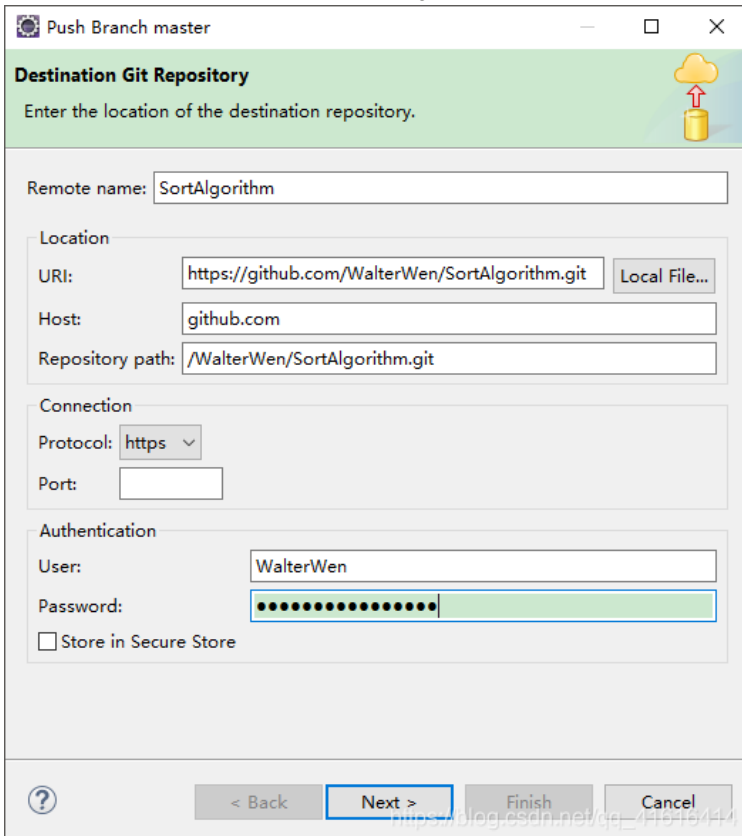 Push Branch master
Destination Git Repository
Enter the location of the destination repository.
Remote name: SortAlgorithm
Location
URI: https://github.com/WalterWen/SortAlgorithm.git Local File...
Host: github.com
Repository path: /WalterWen/SortAlgorithm.git
Connection
Protocol: https
Port:
Authentication
User: WalterWen
Password: ●●●●●●●●●●●●●●●●
Store in Secure Store
? < Back Next > Finish Cancel
https://blog.csdn.net/qq_41616414